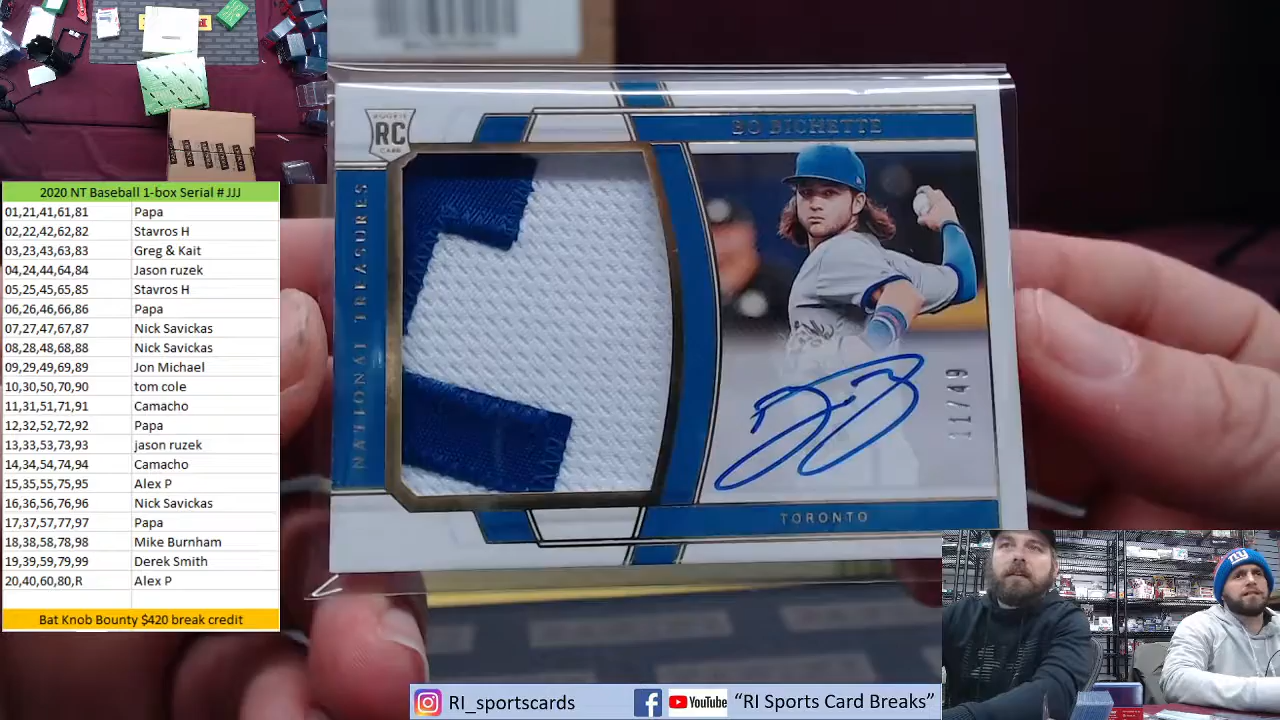 2020 NT Baseball 1-box Serial # JJJ
01,21,41,61,81 Papa
02,22,42,62,82 Stavros H
03,23,43,63,83 Greg & Kait
04,24,44,64,84 Jason ruzek
05,25,45,65,85 Stavros H
06,26,46,66,86 Papa
07,27,47,67,87 Nick Savickas
08,28,48,68,88 Nick Savickas
09,29,49,69,89 Jon Michael
10,30,50,70,90 tom cole
11,31,51,71,91 Camacho
12,32,52,72,92 Papa
13,33,53,73,93 jason ruzek
14,34,54,74,94 Camacho
15,35,55,75,95 Alex P
16,36,56,76,96 Nick Savickas
17,37,57,77,97 Papa
18,38,58,78,98 Mike Burnham
19,39,59,79,99 Derek Smith
20,40,60,80,R Alex P
Bat Knob Bounty $420 break credit
ROOKIE
RC
CARD
BO BICHETTE
NATIONAL TREASURES
11/49
TORONTO
NY
RI_sportscards
YouTube
"RI Sports Card Breaks"